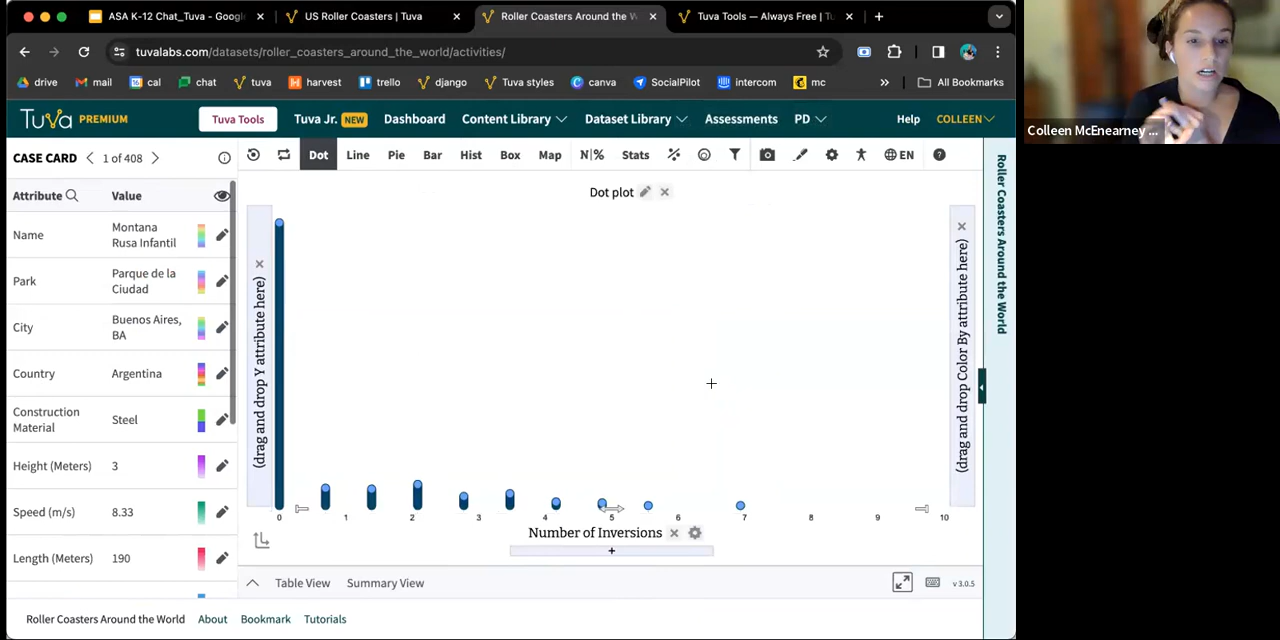 ASA K-12 Chat_Tuva - Googl
US Roller Coasters | Tuva
Roller Coasters Around the W
Tuva Tools — Always Free | Tu
tuvalabs.com/datasets/roller_coasters_around_the_world/activities/
drive
mail
cal
chat
tuva
harvest
trello
django
Tuva styles
canva
SocialPilot
intercom
mc
All Bookmarks
Tuva PREMIUM
Tuva Tools
Tuva Jr. NEW
Dashboard
Content Library
Dataset Library
Assessments
PD
Help
COLLEEN
Colleen McEnearney ...
CASE CARD
1 of 408
Dot
Line
Pie
Bar
Hist
Box
Map
N|%
Stats
EN
Attribute
Value
Name
Montana
Rusa Infantil
Park
Parque de la
Ciudad
City
Buenos Aires,
BA
Country
Argentina
Construction
Material
Steel
Height (Meters)
3
Speed (m/s)
8.33
Length (Meters)
190
Dot plot
(drag and drop Y attribute here)
(drag and drop Color By attribute here)
Roller Coasters Around the World
0 1 2 3 4 5 6 7 8 9 10
Number of Inversions
+
Table View
Summary View
v 3.0.5
Roller Coasters Around the World
About
Bookmark
Tutorials